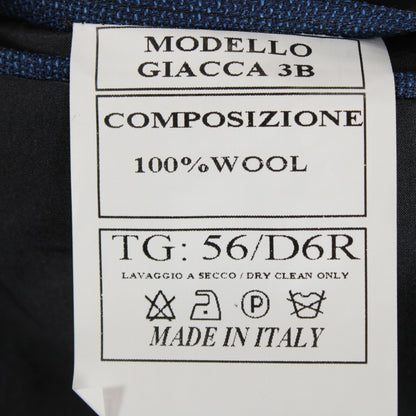 MODELLO
GIACCA 3B
COMPOSIZIONE
100%WOOL
TG: 56/D6R
LAVAGGIO A SECCO / DRY CLEAN ONLY
P
MADE IN ITALY